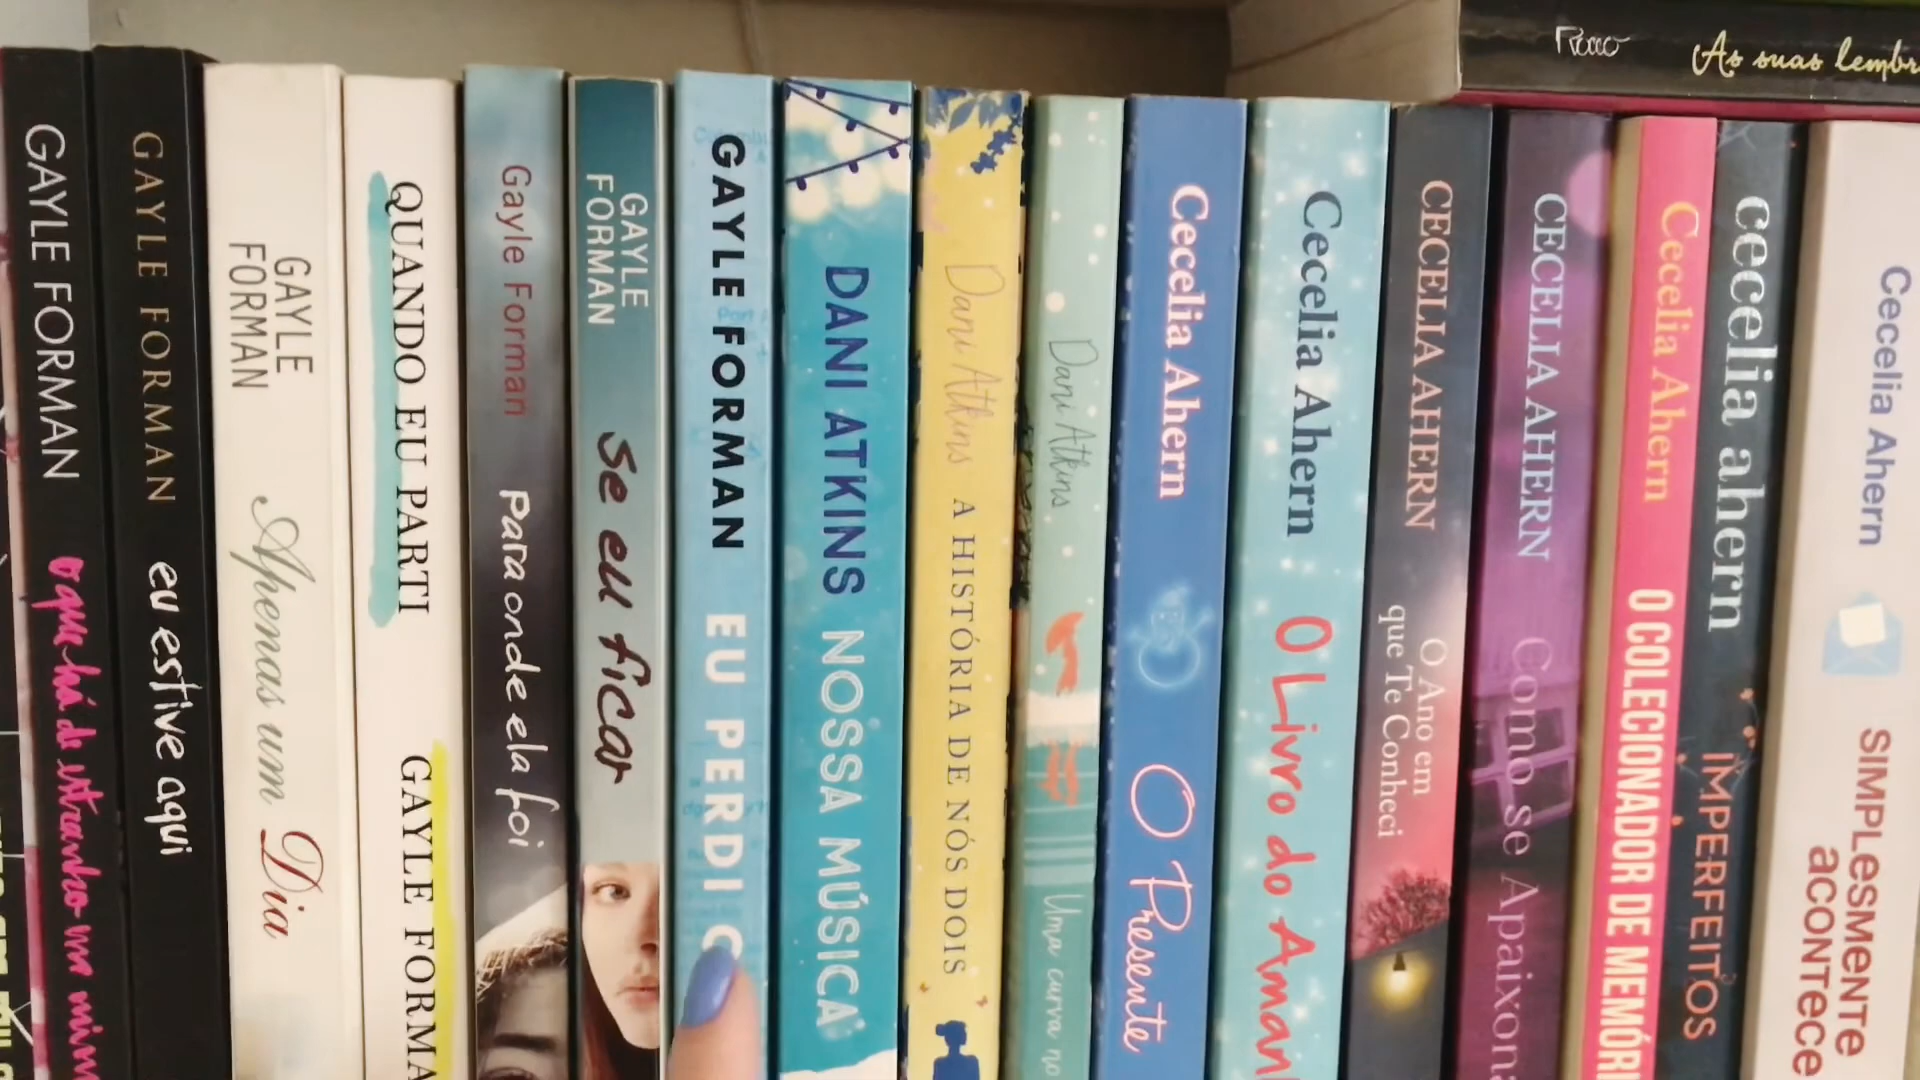 GAYLE FORMAN
o que há de estranho em mim
GAYLE FORMAN
eu estive aqui
GAYLE
FORMAN
Apenas um Dia
QUANDO EU PARTI
GAYLE FORMA
Gayle Forman
Para onde ela foi
GAYLE
FORMAN
se eu ficar
GAYLE FORMAN
EU PERDI
DANI ATKINS
NOSSA MÚSICA
Dani Atkins
A HISTÓRIA DE NÓS DOIS
Dani Atkins
Uma curva no
Cecelia Ahern
O Presente
Cecelia Ahern
O Livro do Aman
CECELIA AHERN
O Ano em
que Te Conheci
CECELIA AHERN
Como se Apaixona
Cecelia Ahern
O COLECIONADOR DE MEMÓRI
cecelia ahern
IMPERFEITOS
Cecelia Ahern
SIMPLESMENTE
aCONTece
As suas lembr